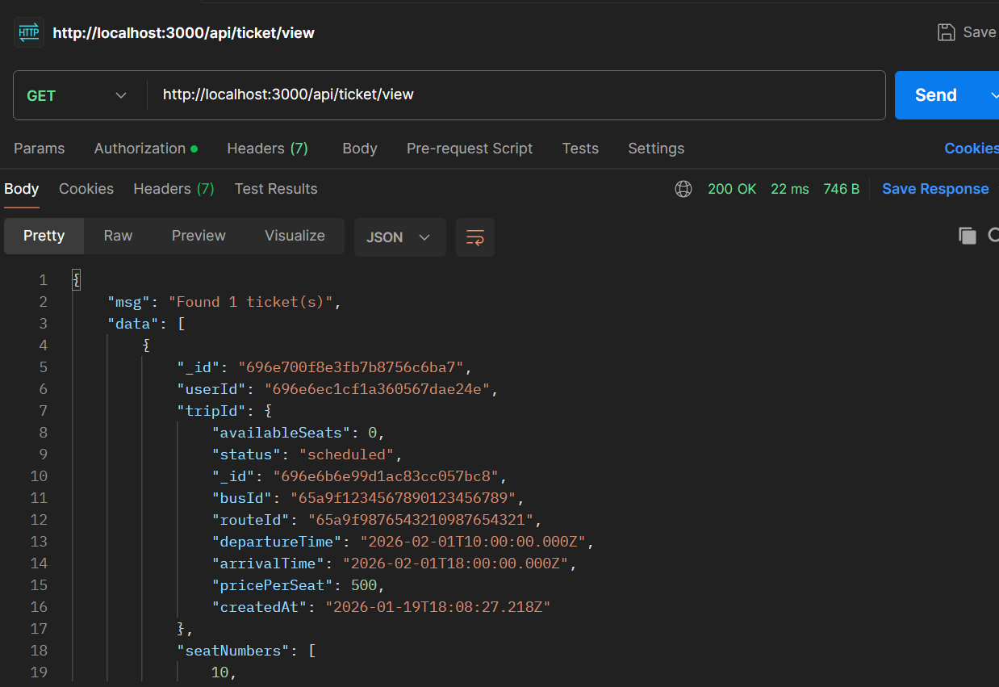 HTTP http://localhost:3000/api/ticket/view Save
GET http://localhost:3000/api/ticket/view Send
Params Authorization Headers (7) Body Pre-request Script Tests Settings Cookies
Body Cookies Headers (7) Test Results 200 OK 22 ms 746 B Save Response
Pretty Raw Preview Visualize JSON
1 {
2 "msg": "Found 1 ticket(s)",
3 "data": [
4 {
5 "_id": "696e700f8e3fb7b8756c6ba7",
6 "userId": "696e6ec1cf1a360567dae24e",
7 "tripId": {
8 "availableSeats": 0,
9 "status": "scheduled",
10 "_id": "696e6b6e99d1ac83cc057bc8",
11 "busId": "65a9f1234567890123456789",
12 "routeId": "65a9f9876543210987654321",
13 "departureTime": "2026-02-01T10:00:00.000Z",
14 "arrivalTime": "2026-02-01T18:00:00.000Z",
15 "pricePerSeat": 500,
16 "createdAt": "2026-01-19T18:08:27.218Z"
17 },
18 "seatNumbers": [
19 10,